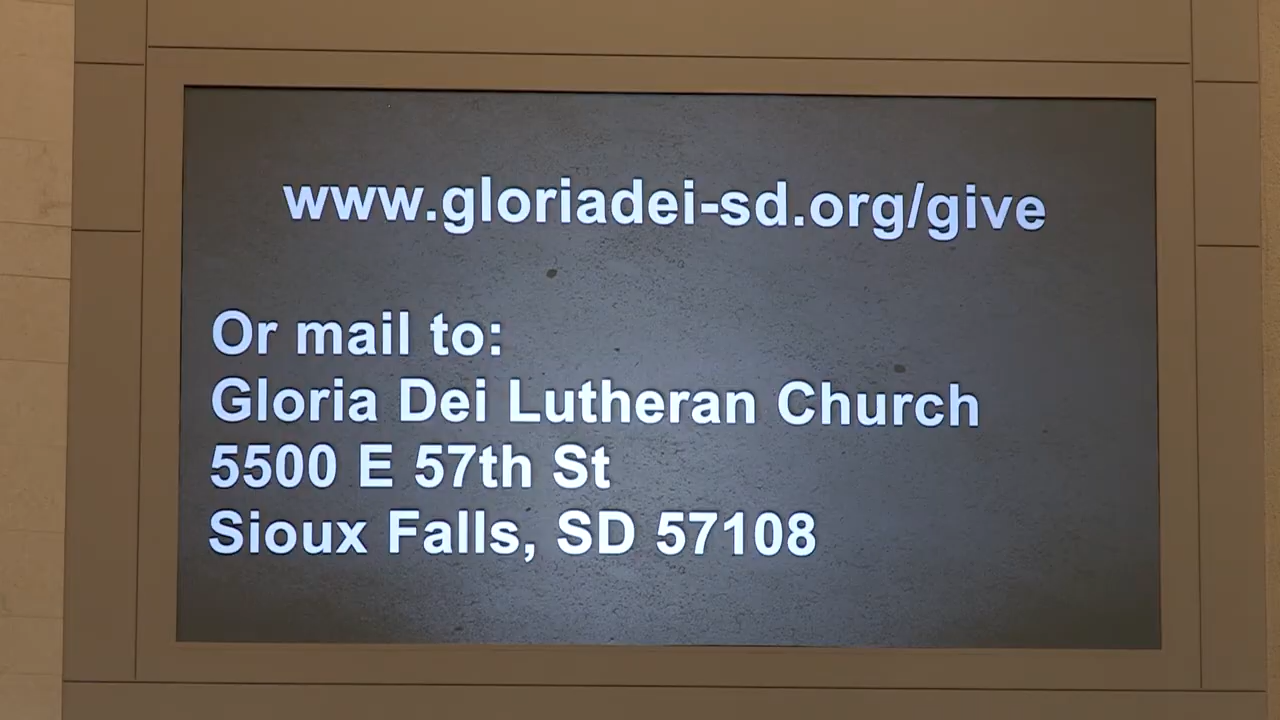 www.gloriadei-sd.org/give
Or mail to:
Gloria Dei Lutheran Church
5500 E 57th St
Sioux Falls, SD 57108